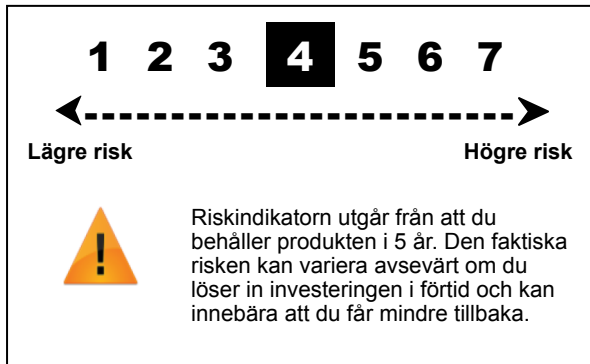 1 2 3 4 5 6 7
Lägre risk Högre risk
Riskindikatorn utgår från att du
behåller produkten i 5 år. Den faktiska
risken kan variera avsevärt om du
löser in investeringen i förtid och kan
innebära att du får mindre tillbaka.